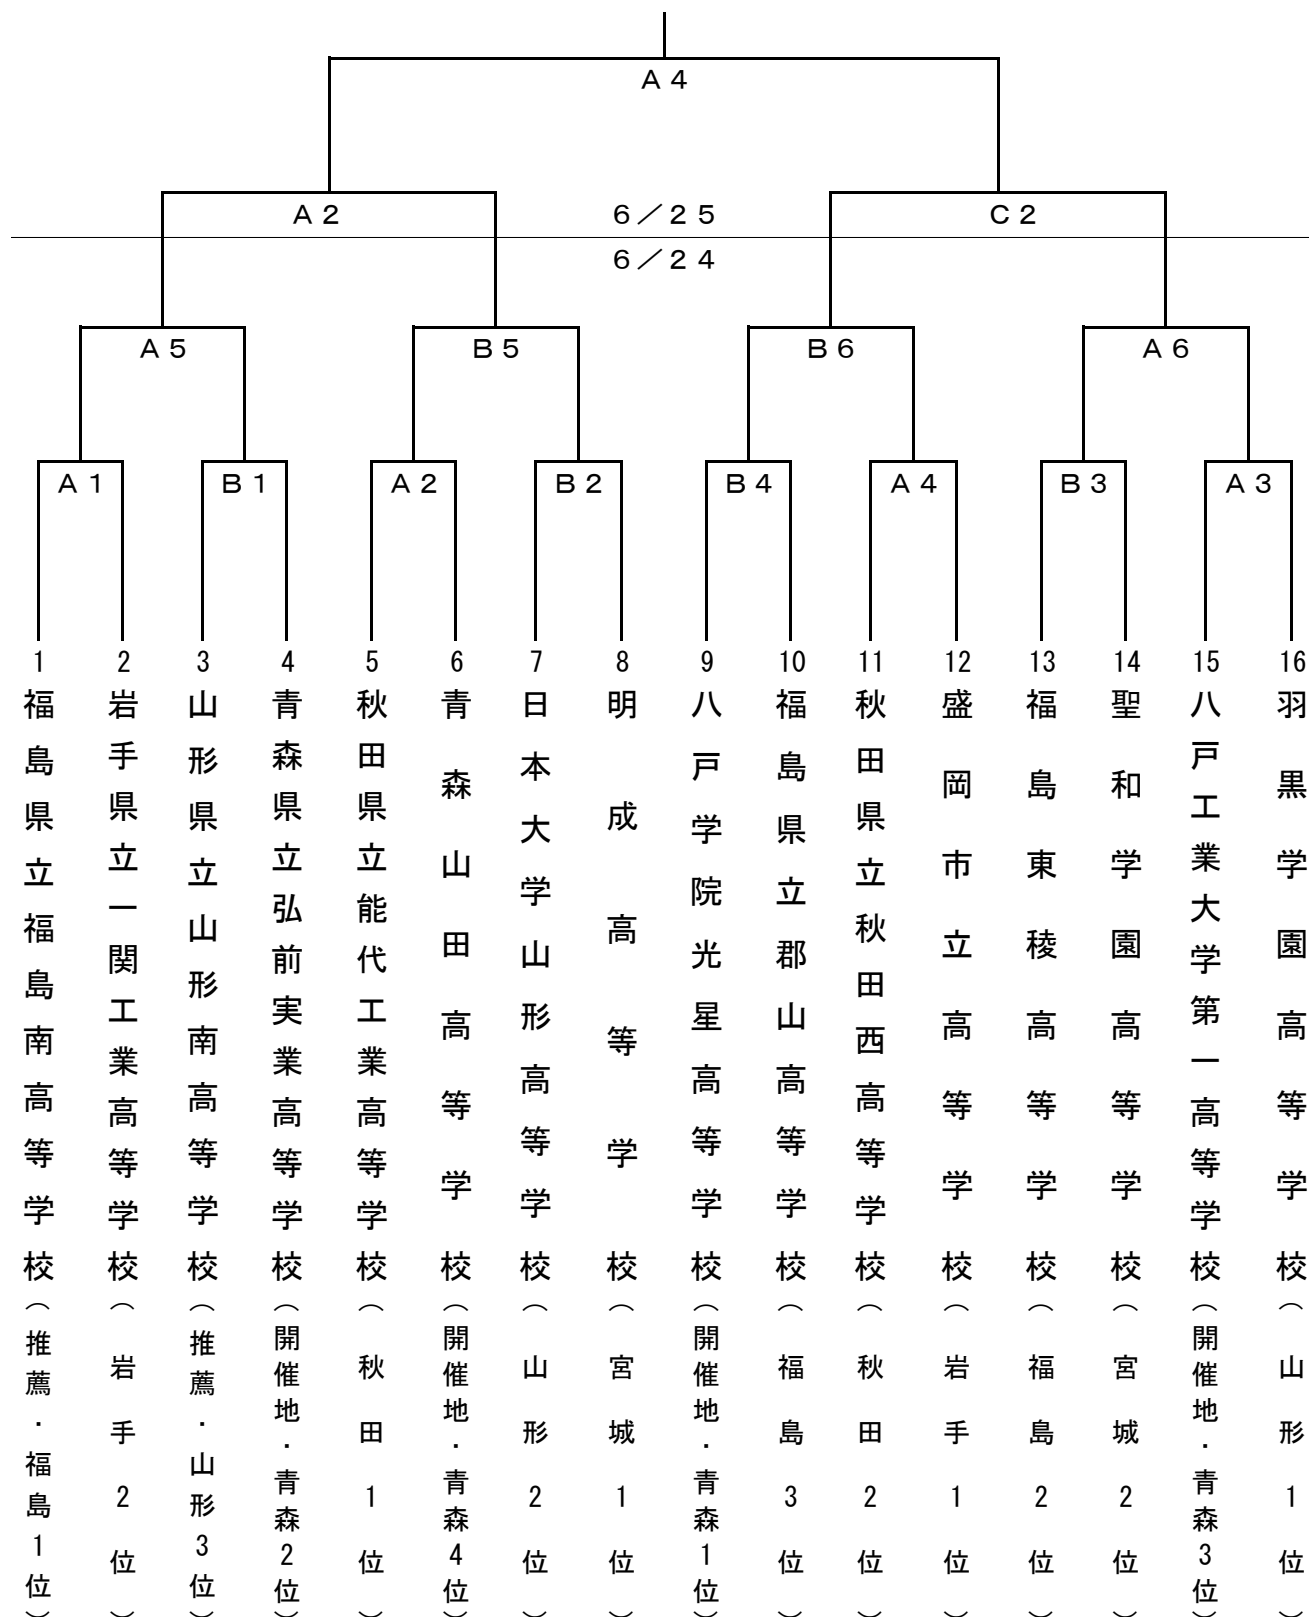 Ａ４
Ａ２
６／２５
Ｃ２
６／２４
Ａ５
Ｂ５
Ｂ６
Ａ６
Ａ１
Ｂ１
Ａ２
Ｂ２
Ｂ４
Ａ４
Ｂ３
Ａ３
1 福島県立福島南高等学校（推薦・福島1位）
2 岩手県立一関工業高等学校（岩手2位）
3 山形県立山形南高等学校（推薦・山形3位）
4 青森県立弘前実業高等学校（開催地・青森2位）
5 秋田県立能代工業高等学校（秋田1位）
6 青森山田高等学校（開催地・青森4位）
7 日本大学山形高等学校（山形2位）
8 明成高等学校（宮城1位）
9 八戸学院光星高等学校（開催地・青森1位）
10 福島県立郡山高等学校（福島3位）
11 秋田県立秋田西高等学校（秋田2位）
12 盛岡市立高等学校（岩手1位）
13 福島東稜高等学校（福島2位）
14 聖和学園高等学校（宮城2位）
15 八戸工業大学第一高等学校（開催地・青森3位）
16 羽黒学園高等学校（山形1位）